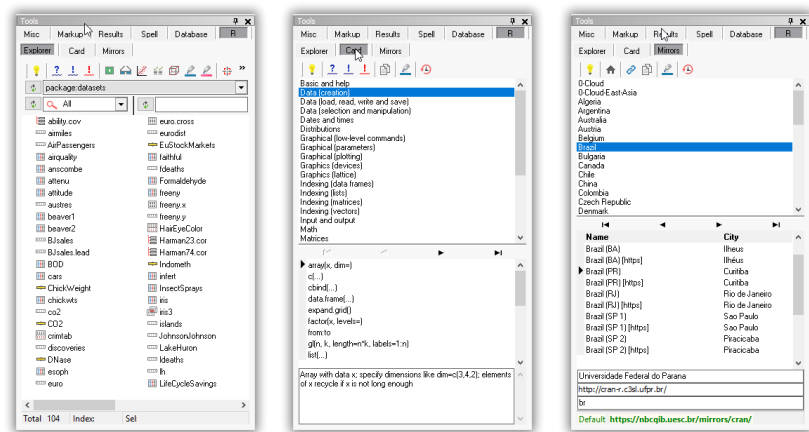 Tools
Misc Markup Results Spell Database R
Explorer Card Mirrors
package:datasets
All
ability.cov euro.cross
airmiles eurodist
AirPassengers EuStockMarkets
airquality faithful
anscombe fdeaths
attenu Formaldehyde
attitude freeny
austres freeny.x
beaver1 freeny.y
beaver2 HairEyeColor
BJsales Harman23.cor
BJsales.lead Harman74.cor
BOD Indometh
cars infert
ChickWeight InsectSprays
chickwts iris
co2 iris3
CO2 islands
crimtab JohnsonJohnson
discoveries LakeHuron
DNase ldeaths
esoph lh
euro LifeCycleSavings
Total 104 Index: Sel:
Tools
Misc Markup Results Spell Database R
Explorer Card Mirrors
Basic and help
Data (creation)
Data (load, read, write and save)
Data (selection and manipulation)
Dates and times
Distributions
Graphical (low-level commands)
Graphical (parameters)
Graphical (plotting)
Graphics (devices)
Graphics (lattice)
Indexing (data frames)
Indexing (lists)
Indexing (matrices)
Indexing (vectors)
Input and output
Math
Matrices
array(x, dim=)
c(...)
cbind(...)
data.frame(...)
expand.grid()
factor(x, levels=)
from:to
gl(n, k, length=n*k, labels=1:n)
list(...)
Array with data x; specify dimensions like dim=c(3,4,2); elements
of x recycle if x is not long enough
Tools
Misc Markup Results Spell Database R
Explorer Card Mirrors
0-Cloud
0-Cloud-East-Asia
Algeria
Argentina
Australia
Austria
Belgium
Brazil
Bulgaria
Canada
Chile
China
Colombia
Czech Republic
Denmark
Name City
Brazil (BA) Ilheus
Brazil (BA) [https] Ilhéus
Brazil (PR) Curitiba
Brazil (PR) [https] Curitiba
Brazil (RJ) Rio de Janeiro
Brazil (RJ) [https] Rio de Janeiro
Brazil (SP 1) Sao Paulo
Brazil (SP 1) [https] Sao Paulo
Brazil (SP 2) Piracicaba
Brazil (SP 2) [https] Piracicaba
Universidade Federal do Parana
http://cran-r.c3sl.ufpr.br/
br
Default https://nbcgib.uesc.br/mirrors/cran/